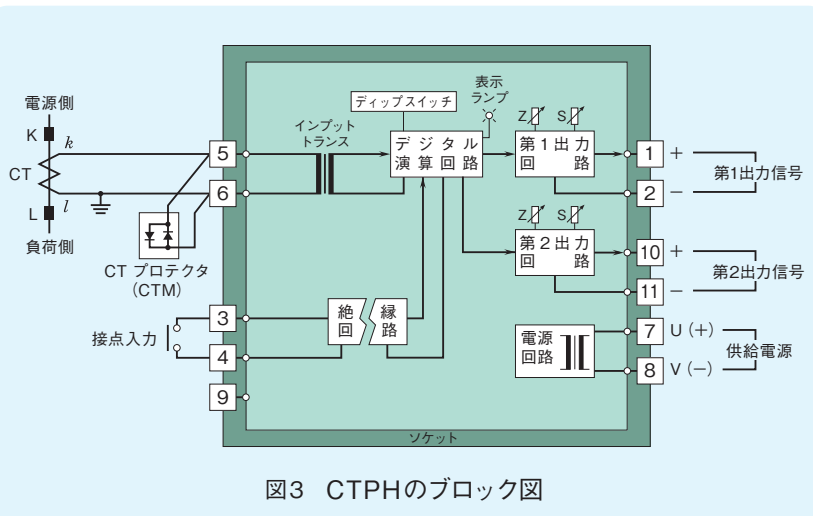 電源側
K
k
CT
L
l
負荷側
CT プロテクタ
(CTM)
接点入力
5
6
3
4
9
インプット
トランス
ディップスイッチ
デジタル
演算回路
表示
ランプ
Z
S
第1出力
回路
Z
S
第2出力
回路
絶縁
回路
電源
回路
1
+
2
−
第1出力信号
10
+
11
−
第2出力信号
7
U(+)
8
V(−)
供給電源
ソケット
図3 CTPHのブロック図